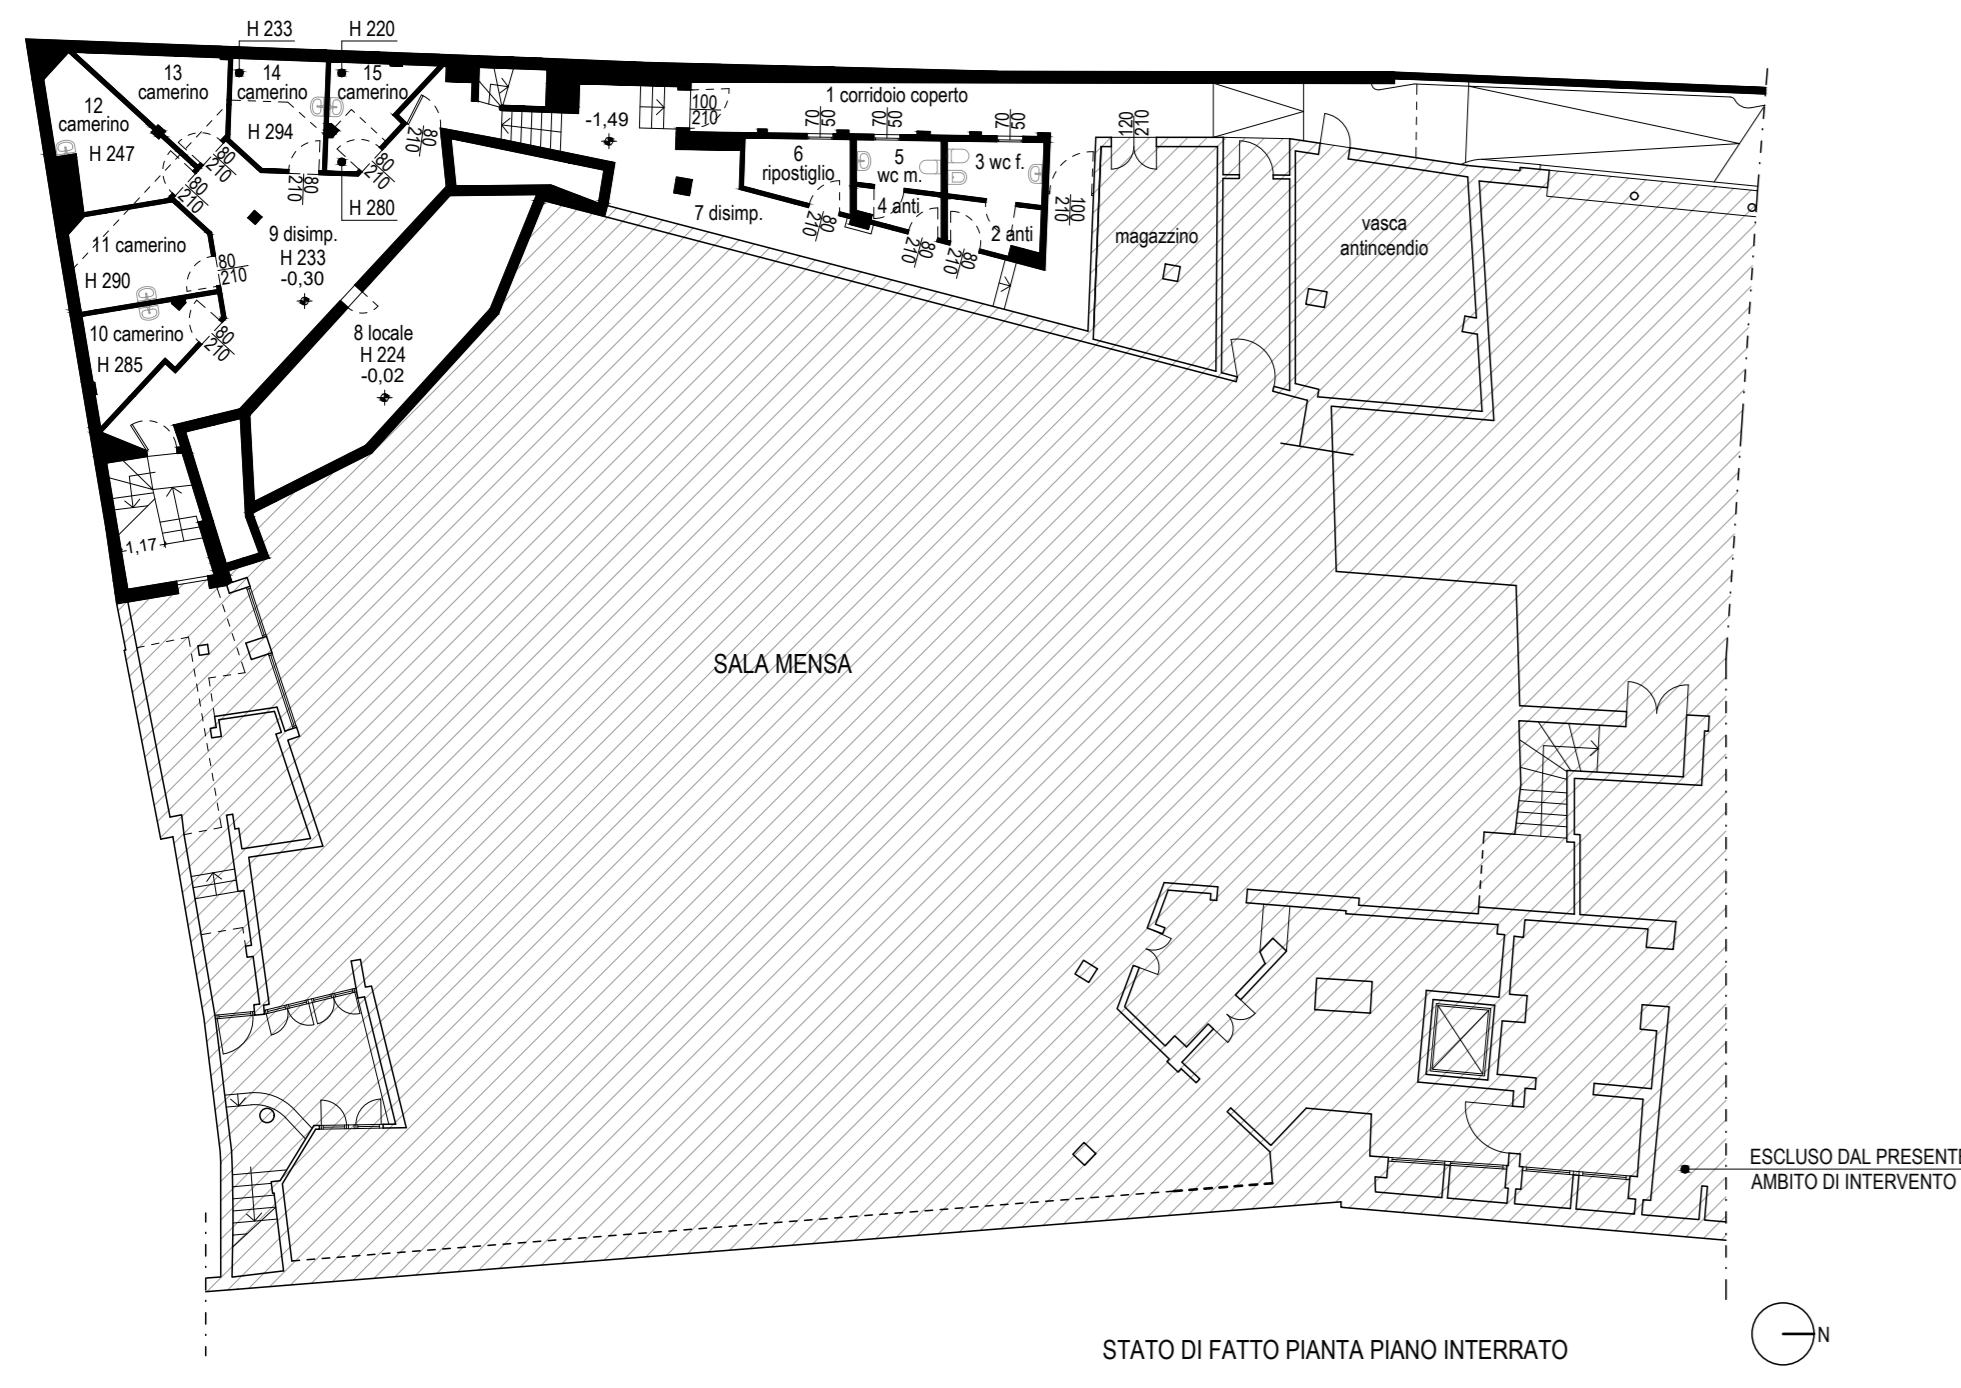 H 233
H 220
13
camerino
14
camerino
15
camerino
12
camerino
H 247
H 294
80
210
80
210
80
210
80
210
80
210
H 280
-1,49
100
210
1 corridoio coperto
70
50
70
50
70
50
120
210
6
ripostiglio
5
wc m.
3 wc f.
4 anti
2 anti
7 disimp.
80
210
80
210
80
210
100
210
magazzino
vasca
antincendio
11 camerino
H 290
80
210
9 disimp.
H 233
-0,30
10 camerino
H 285
80
210
8 locale
H 224
-0,02
-1,17
SALA MENSA
ESCLUSO DAL PRESENTE
AMBITO DI INTERVENTO
STATO DI FATTO PIANTA PIANO INTERRATO
N